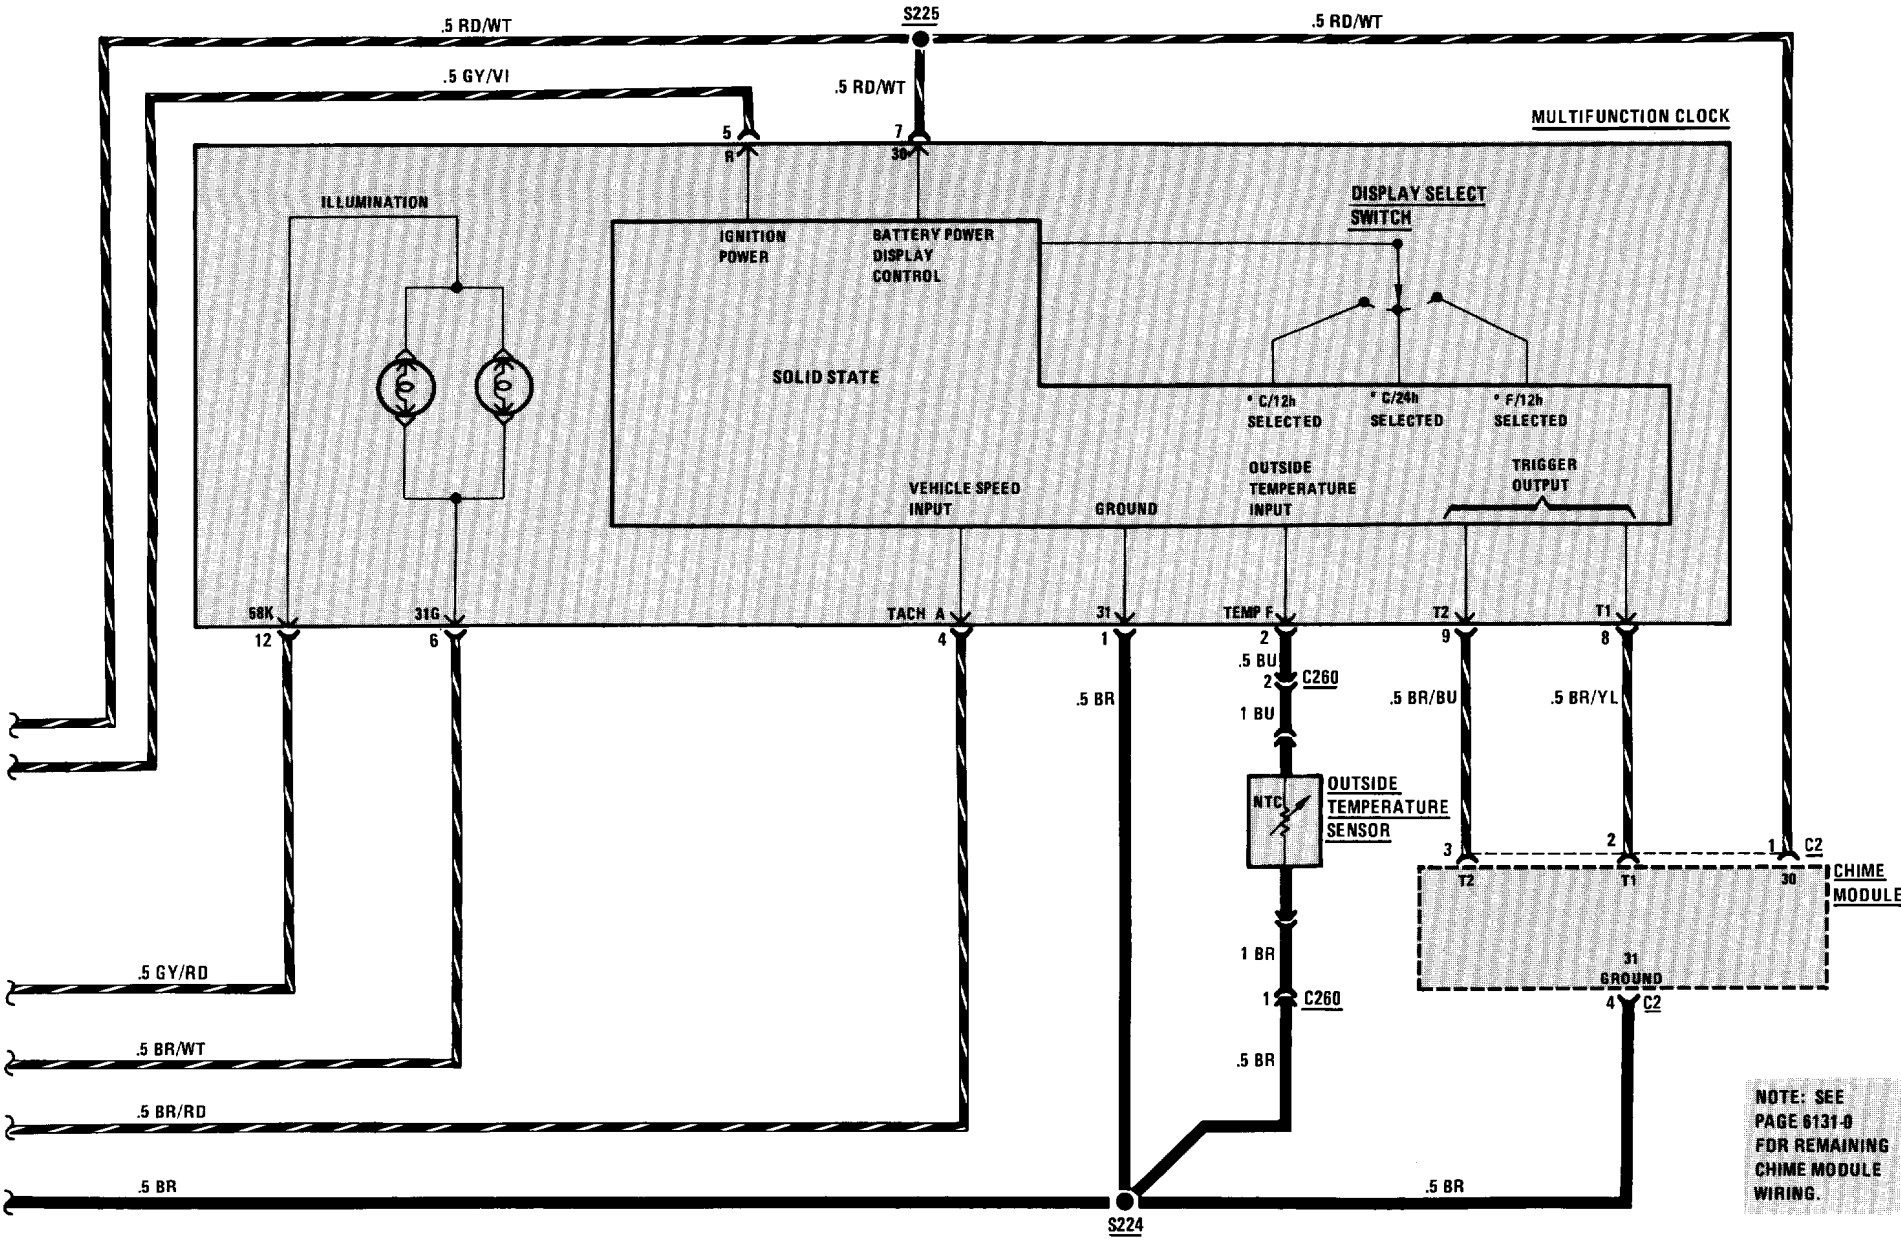 S225
.5 RD/WT
.5 RD/WT
.5 GY/VI
.5 RD/WT
MULTIFUNCTION CLOCK
5
7
R
30
ILLUMINATION
DISPLAY SELECT
SWITCH
IGNITION
POWER
BATTERY POWER
DISPLAY
CONTROL
SOLID STATE
° C/12h
SELECTED
° C/24h
SELECTED
° F/12h
SELECTED
VEHICLE SPEED
INPUT
GROUND
OUTSIDE
TEMPERATURE
INPUT
TRIGGER
OUTPUT
58K
31G
TACH A
31
TEMP F
T2
T1
12
6
4
1
2
9
8
.5 BU
2
C260
.5 BR
1 BU
.5 BR/BU
.5 BR/YL
NTC
OUTSIDE
TEMPERATURE
SENSOR
3
2
1
C2
T2
T1
30
CHIME
MODULE
31
GROUND
4
C2
1 BR
1
C260
.5 BR
.5 GY/RD
.5 BR/WT
.5 BR/RD
.5 BR
.5 BR
S224
NOTE: SEE
PAGE 6131-0
FOR REMAINING
CHIME MODULE
WIRING.